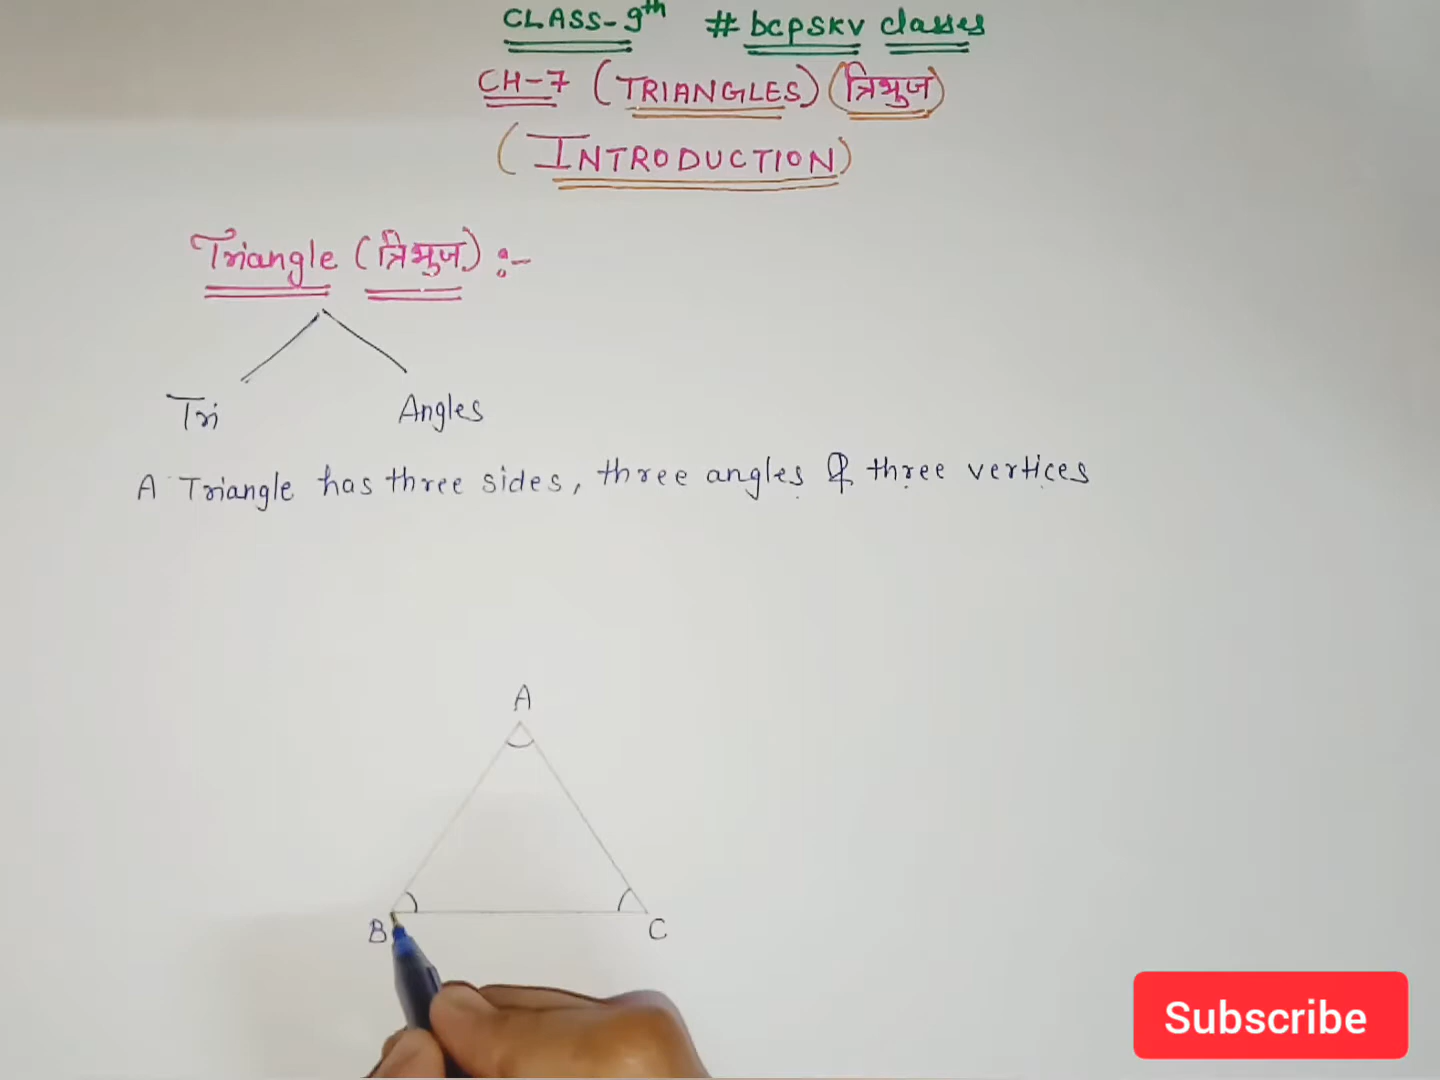 CLASS-9th #bcpskv classes
CH-7 (TRIANGLES) (त्रिभुज)
(INTRODUCTION)
Triangle (त्रिभुज) :-
Tri Angles
A Triangle has three sides, three angles & three vertices
A
B C
Subscribe